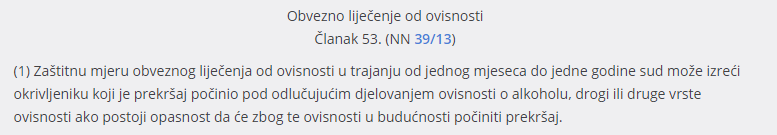 Obvezno liječenje od ovisnosti
Članak 53. (NN 39/13)
(1) Zaštitnu mjeru obveznog liječenja od ovisnosti u trajanju od jednog mjeseca do jedne godine sud može izreći
okrivljeniku koji je prekršaj počinio pod odlučujućim djelovanjem ovisnosti o alkoholu, drogi ili druge vrste
ovisnosti ako postoji opasnost da će zbog te ovisnosti u budućnosti počiniti prekršaj.